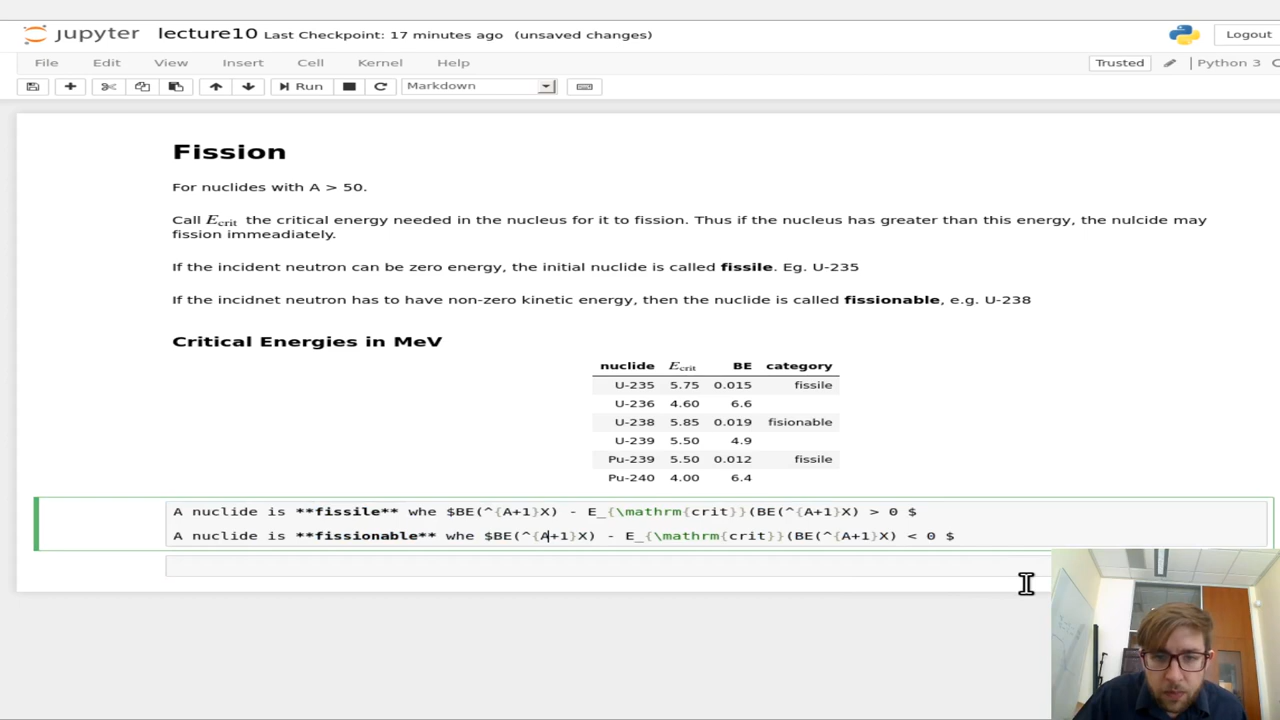 jupyter lecture10 Last Checkpoint: 17 minutes ago (unsaved changes) Logout
File Edit View Insert Cell Kernel Help Trusted Python 3
Run Markdown
Fission
For nuclides with A > 50.
Call E_crit the critical energy needed in the nucleus for it to fission. Thus if the nucleus has greater than this energy, the nulcide may
fission immeadiately.
If the incident neutron can be zero energy, the initial nuclide is called fissile. Eg. U-235
If the incidnet neutron has to have non-zero kinetic energy, then the nuclide is called fissionable, e.g. U-238
Critical Energies in MeV
nuclide E_crit BE category
U-235 5.75 0.015 fissile
U-236 4.60 6.6
U-238 5.85 0.019 fisionable
U-239 5.50 4.9
Pu-239 5.50 0.012 fissile
Pu-240 4.00 6.4
A nuclide is **fissile** whe $BE(^{A+1}X) - E_{\mathrm{crit}}(BE(^{A+1}X) > 0 $
A nuclide is **fissionable** whe $BE(^{A+1}X) - E_{\mathrm{crit}}(BE(^{A+1}X) < 0 $